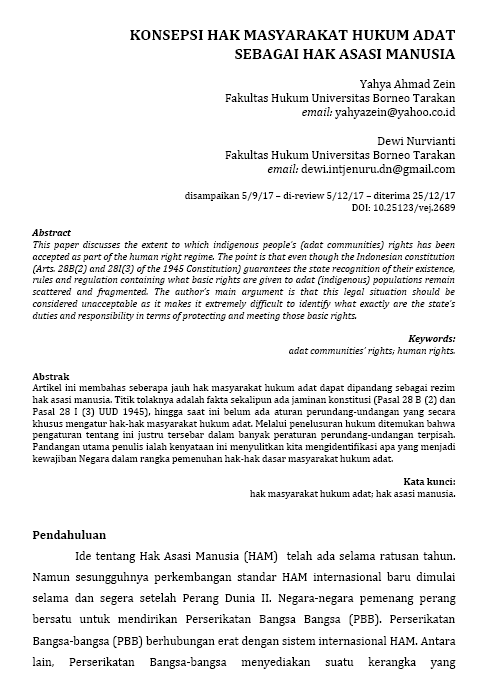 KONSEPSI HAK MASYARAKAT HUKUM ADAT
SEBAGAI HAK ASASI MANUSIA
Yahya Ahmad Zein
Fakultas Hukum Universitas Borneo Tarakan
email: yahyazein@yahoo.co.id
Dewi Nurvianti
Fakultas Hukum Universitas Borneo Tarakan
email: dewi.intjenuru.dn@gmail.com
disampaikan 5/9/17 – di-review 5/12/17 – diterima 25/12/17
DOI: 10.25123/vej.2689
Abstract
This paper discusses the extent to which indigenous people's (adat communities) rights has been
accepted as part of the human right regime. The point is that even though the Indonesian constitution
(Arts. 28B(2) and 28I(3) of the 1945 Constitution) guarantees the state recognition of their existence,
rules and regulation containing what basic rights are given to adat (indigenous) populations remain
scattered and fragmented. The author's main argument is that this legal situation should be
considered unacceptable as it makes it extremely difficult to identify what exactly are the state's
duties and responsibility in terms of protecting and meeting those basic rights.
Keywords:
adat communities' rights; human rights.
Abstrak
Artikel ini membahas seberapa jauh hak masyarakat hukum adat dapat dipandang sebagai rezim
hak asasi manusia. Titik tolaknya adalah fakta sekalipun ada jaminan konstitusi (Pasal 28 B (2) dan
Pasal 28 I (3) UUD 1945), hingga saat ini belum ada aturan perundang-undangan yang secara
khusus mengatur hak-hak masyarakat hukum adat. Melalui penelusuran hukum ditemukan bahwa
pengaturan tentang ini justru tersebar dalam banyak peraturan perundang-undangan terpisah.
Pandangan utama penulis ialah kenyataan ini menyulitkan kita mengidentifikasi apa yang menjadi
kewajiban Negara dalam rangka pemenuhan hak-hak dasar masyarakat hukum adat.
Kata kunci:
hak masyarakat hukum adat; hak asasi manusia.
Pendahuluan
Ide tentang Hak Asasi Manusia (HAM) telah ada selama ratusan tahun.
Namun sesungguhnya perkembangan standar HAM internasional baru dimulai
selama dan segera setelah Perang Dunia II. Negara-negara pemenang perang
bersatu untuk mendirikan Perserikatan Bangsa Bangsa (PBB). Perserikatan
Bangsa-bangsa (PBB) berhubungan erat dengan sistem internasional HAM. Antara
lain, Perserikatan Bangsa-bangsa menyediakan suatu kerangka yang